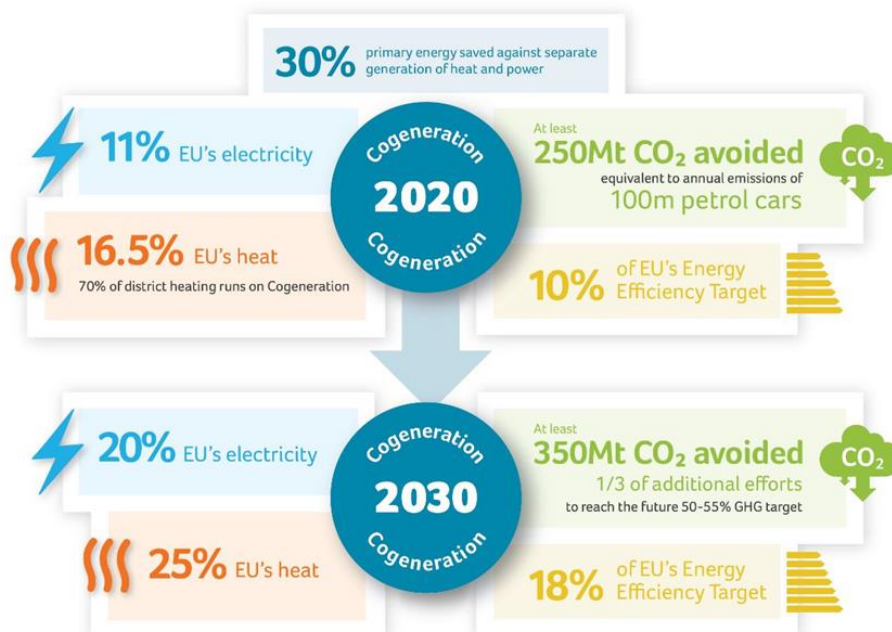 30% primary energy saved against separate
generation of heat and power
11% EU's electricity
16.5% EU's heat
70% of district heating runs on Cogeneration
Cogeneration
2020
Cogeneration
At least
250Mt CO₂ avoided
equivalent to annual emissions of
100m petrol cars
CO₂
10% of EU's Energy
Efficiency Target
20% EU's electricity
25% EU's heat
Cogeneration
2030
Cogeneration
At least
350Mt CO₂ avoided
1/3 of additional efforts
to reach the future 50-55% GHG target
CO₂
18% of EU's Energy
Efficiency Target